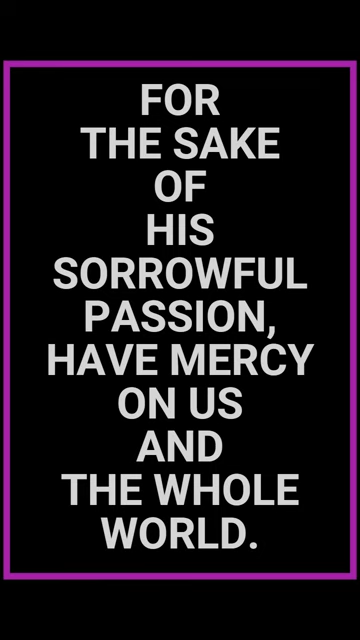 FOR
THE SAKE
OF
HIS
SORROWFUL
PASSION,
HAVE MERCY
ON US
AND
THE WHOLE
WORLD.